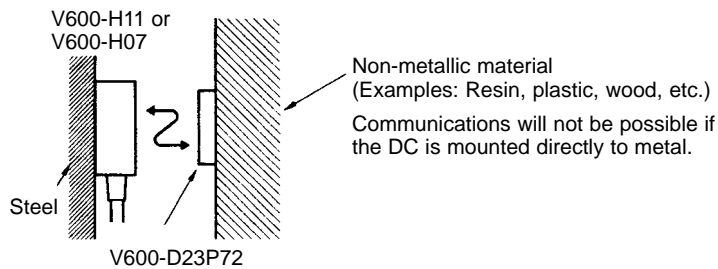 V600-H11 or
V600-H07
Non-metallic material
(Examples: Resin, plastic, wood, etc.)
Communications will not be possible if
the DC is mounted directly to metal.
Steel
V600-D23P72